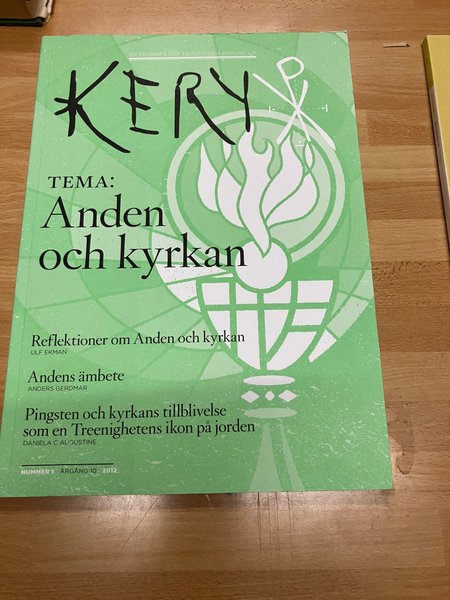 KERYX
TEMA:
Anden
och kyrkan
Reflektioner om Anden och kyrkan
ULF EKMAN
Andens ämbete
ANDERS GERDMAR
Pingsten och kyrkans tillblivelse
som en Treenighetens ikon på jorden
DANIELA C AUGUSTINE
NUMMER 1 ÅRGÅNG 10 2012